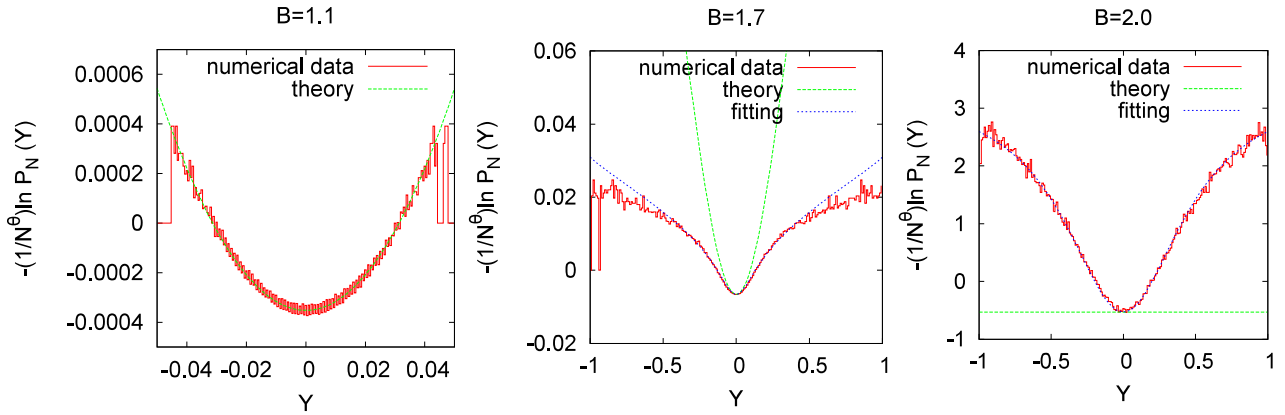 B=1.1
0.0006
0.0004
0.0002
0
-0.0002
-0.0004
-(1/N^θ)ln P_N (Y)
numerical data
theory
-0.04 -0.02 0 0.02 0.04
Y
B=1.7
0.06
0.04
0.02
0
-0.02
-(1/N^θ)ln P_N (Y)
numerical data
theory
fitting
-1 -0.5 0 0.5 1
Y
B=2.0
4
3
2
1
0
-1
-(1/N^θ)ln P_N (Y)
numerical data
theory
fitting
-1 -0.5 0 0.5 1
Y